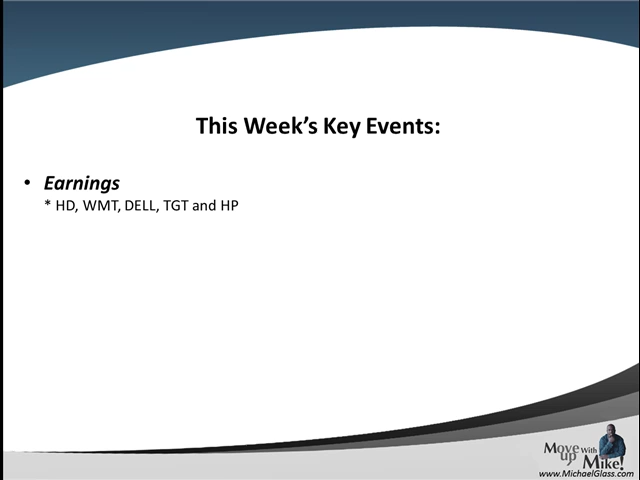 This Week's Key Events:
• Earnings
* HD, WMT, DELL, TGT and HP
Move up With Mike!
www.MichaelGlass.com